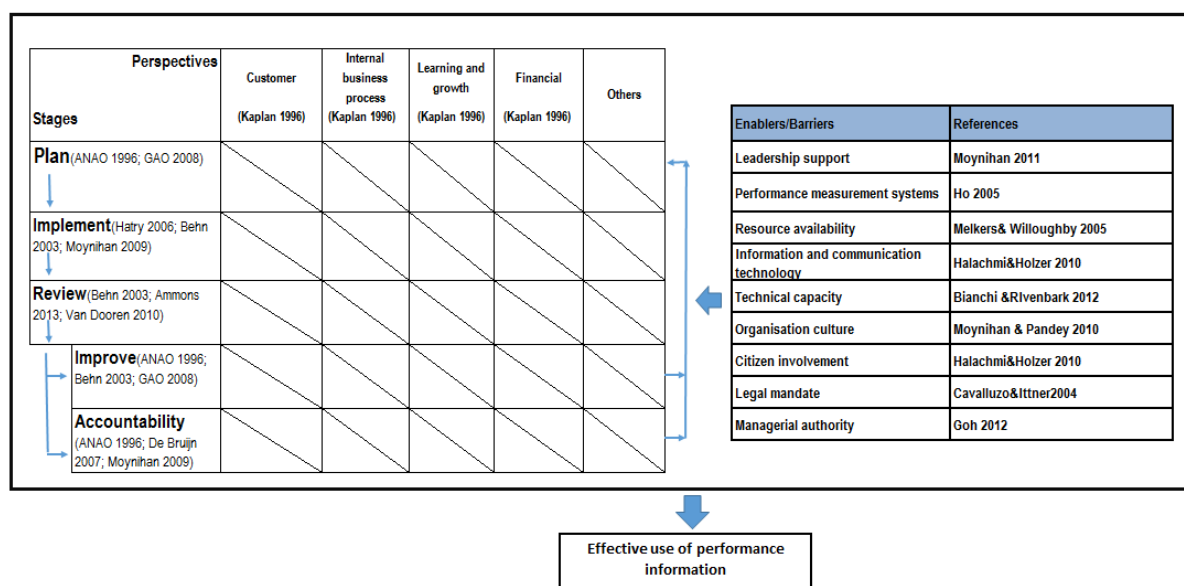 Perspectives
Stages
Customer
(Kaplan 1996)
Internal
business
process
(Kaplan 1996)
Learning and
growth
(Kaplan 1996)
Financial
(Kaplan 1996)
Others
Plan(ANAO 1996; GAO 2008)
Implement(Hatry 2006; Behn
2003; Moynihan 2009)
Review(Behn 2003; Ammons
2013; Van Dooren 2010)
Improve(ANAO 1996;
Behn 2003; GAO 2008)
Accountability
(ANAO 1996; De Bruijn
2007; Moynihan 2009)
Enablers/Barriers References
Leadership support Moynihan 2011
Performance measurement systems Ho 2005
Resource availability Melkers& Willoughby 2005
Information and communication
technology Halachmi&Holzer 2010
Technical capacity Bianchi &RIvenbark 2012
Organisation culture Moynihan & Pandey 2010
Citizen involvement Halachmi&Holzer 2010
Legal mandate Cavalluzo&Ittner2004
Managerial authority Goh 2012
Effective use of performance
information